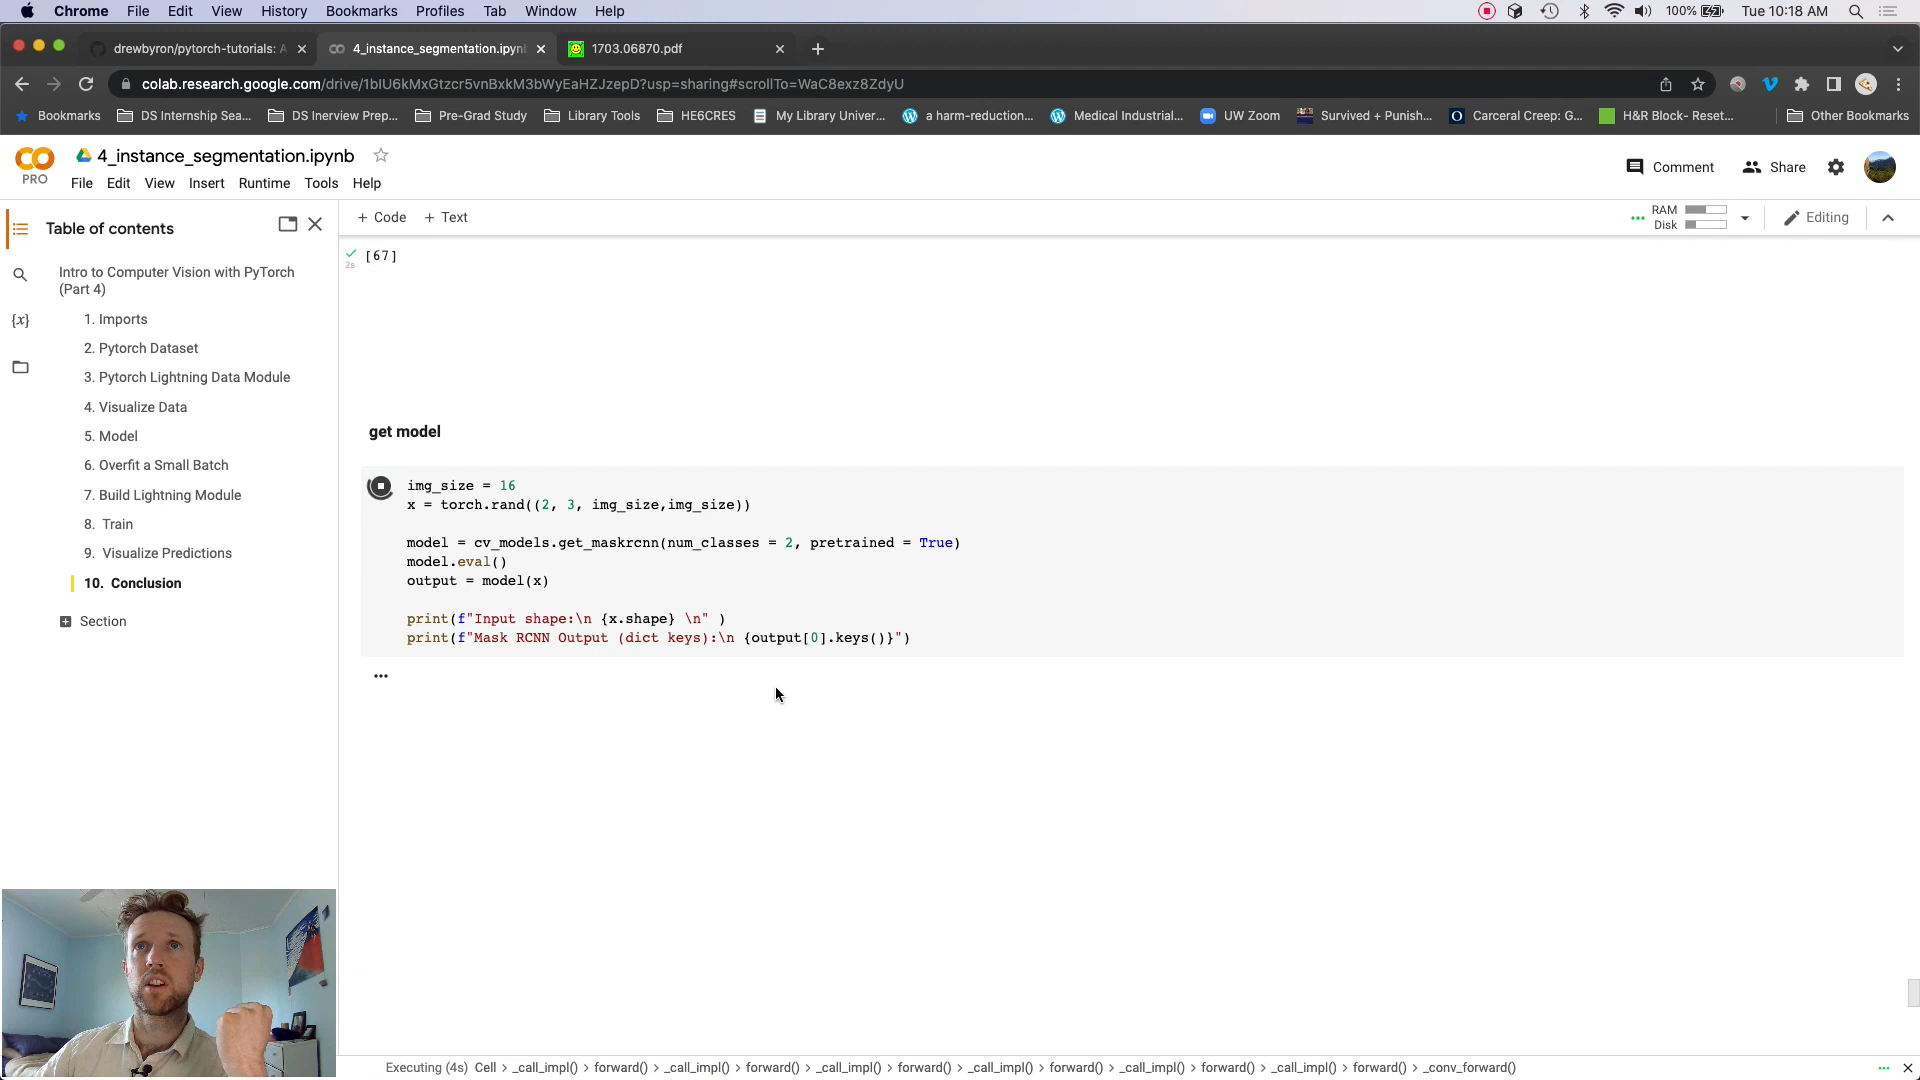 Chrome File Edit View History Bookmarks Profiles Tab Window Help 100% Tue 10:18 AM
drewbyron/pytorch-tutorials: A 4_instance_segmentation.ipyn 1703.06870.pdf
colab.research.google.com/drive/1bIU6kMxGtzcr5vnBxkM3bWyEaHZJzepD?usp=sharing#scrollTo=WaC8exz8ZdyU
Bookmarks DS Internship Sea... DS Inerview Prep... Pre-Grad Study Library Tools HE6CRES My Library Univer... a harm-reduction... Medical Industrial... UW Zoom Survived + Punish... Carceral Creep: G... H&R Block- Reset... Other Bookmarks
CO PRO
4_instance_segmentation.ipynb
File Edit View Insert Runtime Tools Help
Comment Share
Table of contents
+ Code + Text
RAM
Disk
Editing
Intro to Computer Vision with PyTorch
(Part 4)
1. Imports
2. Pytorch Dataset
3. Pytorch Lightning Data Module
4. Visualize Data
5. Model
6. Overfit a Small Batch
7. Build Lightning Module
8. Train
9. Visualize Predictions
10. Conclusion
Section
{x}
[67]
2s
get model
img_size = 16
x = torch.rand((2, 3, img_size,img_size))
model = cv_models.get_maskrcnn(num_classes = 2, pretrained = True)
model.eval()
output = model(x)
print(f"Input shape:\n {x.shape} \n" )
print(f"Mask RCNN Output (dict keys):\n {output[0].keys()}")
...
Executing (4s) Cell > _call_impl() > forward() > _call_impl() > forward() > _call_impl() > forward() > _call_impl() > forward() > _call_impl() > forward() > _call_impl() > forward() > _conv_forward()